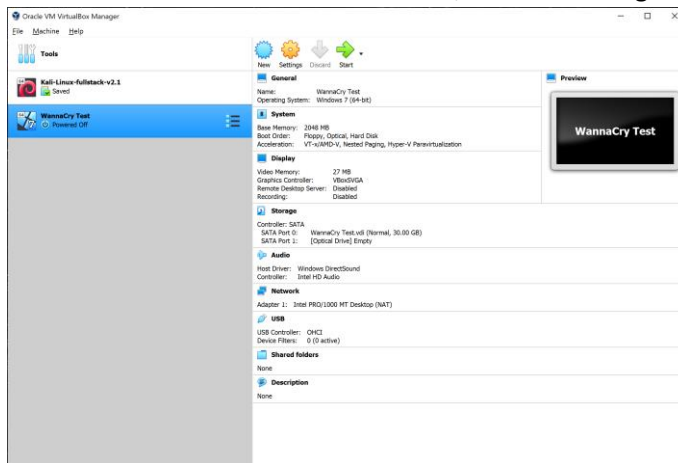 Oracle VM VirtualBox Manager
File Machine Help
Tools
New Settings Discard Start
Kali-Linux-fullstack-v2.1
Saved
WannaCry Test
Powered Off
General
Name: WannaCry Test
Operating System: Windows 7 (64-bit)
System
Base Memory: 2048 MB
Boot Order: Floppy, Optical, Hard Disk
Acceleration: VT-x/AMD-V, Nested Paging, Hyper-V Paravirtualization
Display
Video Memory: 27 MB
Graphics Controller: VBoxSVGA
Remote Desktop Server: Disabled
Recording: Disabled
Storage
Controller: SATA
SATA Port 0: WannaCry Test.vdi (Normal, 30.00 GB)
SATA Port 1: [Optical Drive] Empty
Audio
Host Driver: Windows DirectSound
Controller: Intel HD Audio
Network
Adapter 1: Intel PRO/1000 MT Desktop (NAT)
USB
USB Controller: OHCI
Device Filters: 0 (0 active)
Shared folders
None
Description
None
Preview
WannaCry Test